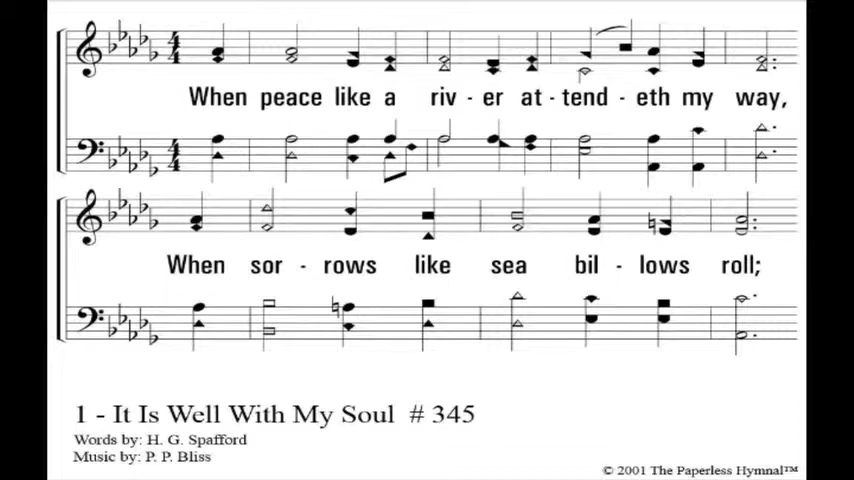 When peace like a riv - er at - tend - eth my way,
When sor - rows like sea bil - lows roll;
1 - It Is Well With My Soul # 345
Words by: H. G. Spafford
Music by: P. P. Bliss
© 2001 The Paperless Hymnal™